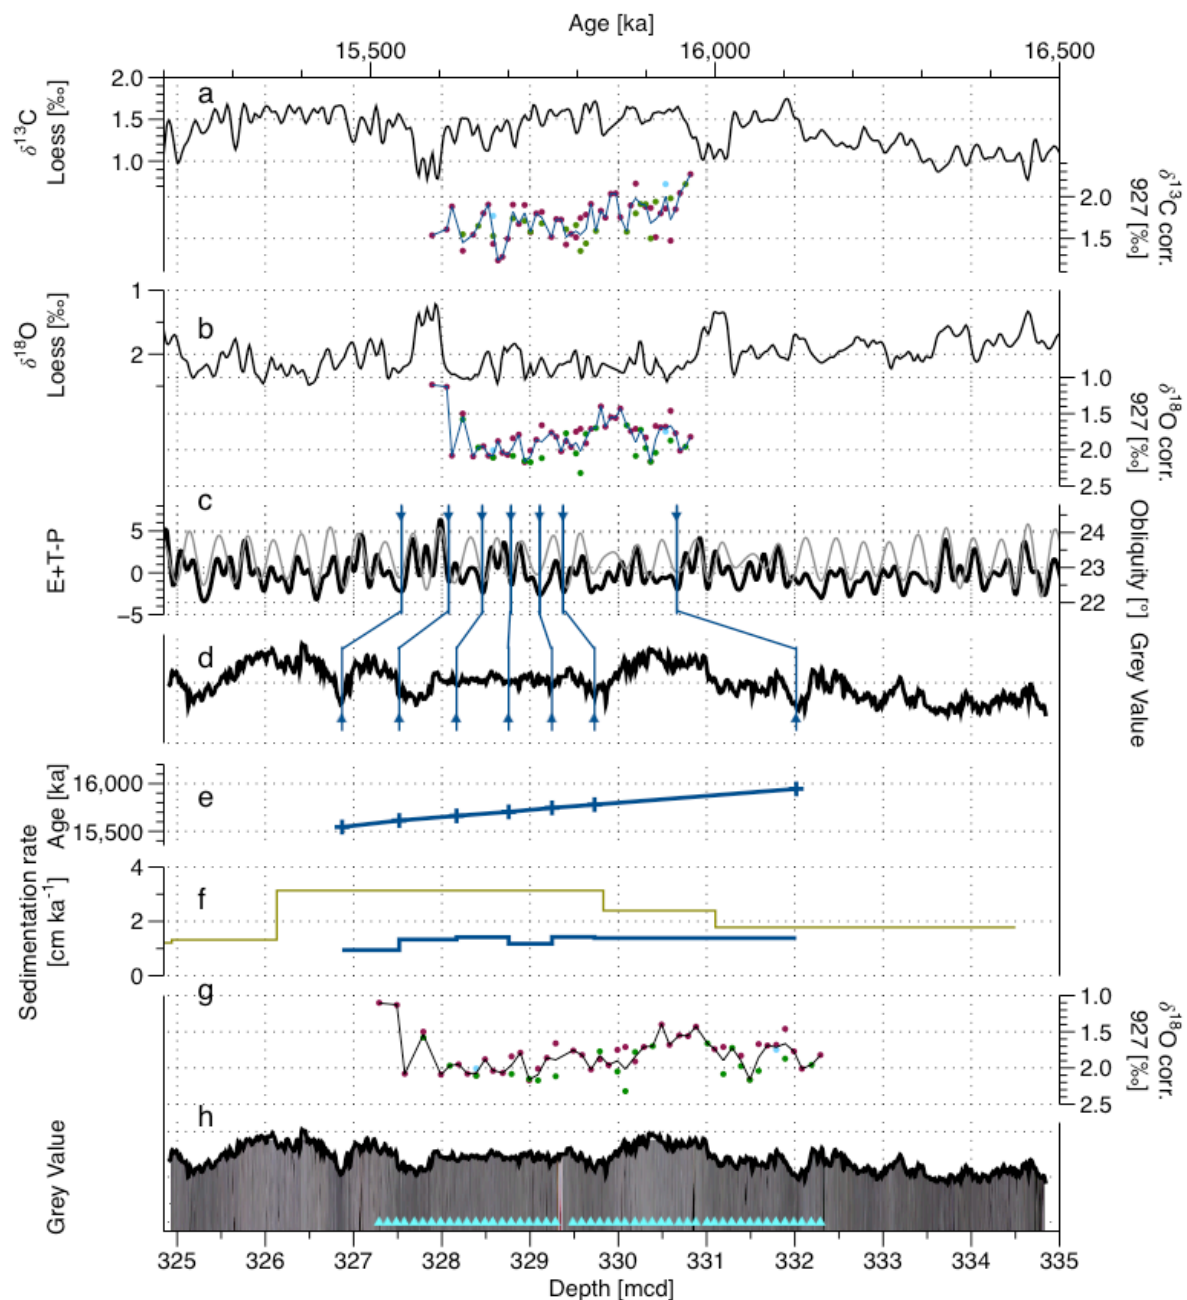 Age [ka]
15,500 16,000 16,500
a
2.0
1.5
1.0
δ13C
Loess [‰]
2.0
1.5
δ13C corr.
927 [‰]
b
1
2
δ18O
Loess [‰]
1.0
1.5
2.0
2.5
δ18O corr.
927 [‰]
c
5
0
−5
E+T-P
24
23
22
Obliquity [°]
d
Grey Value
e
16,000
15,500
Age [ka]
f
4
2
0
Sedimentation rate
[cm ka-1]
g
1.0
1.5
2.0
2.5
δ18O corr.
927 [‰]
h
Grey Value
325 326 327 328 329 330 331 332 333 334 335
Depth [mcd]